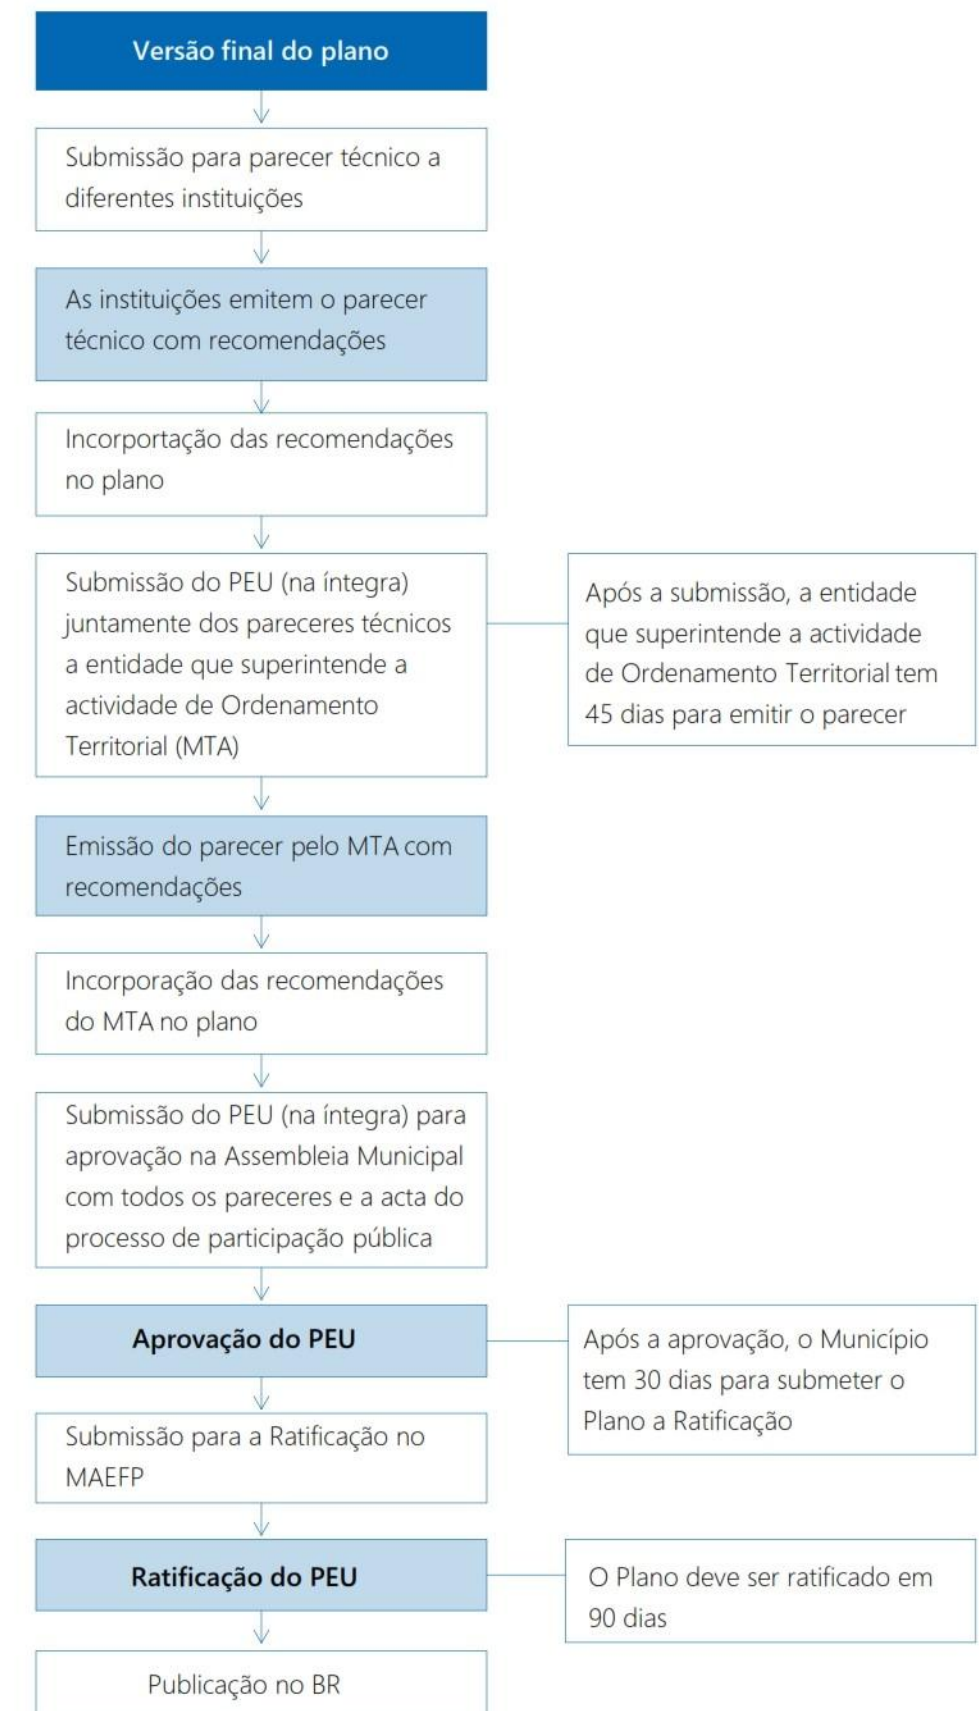 Versão final do plano
Submissão para parecer técnico a
diferentes instituições
As instituições emitem o parecer
técnico com recomendações
Incorportação das recomendações
no plano
Submissão do PEU (na íntegra)
juntamente dos pareceres técnicos
a entidade que superintende a
actividade de Ordenamento
Territorial (MTA)
Após a submissão, a entidade
que superintende a actividade
de Ordenamento Territorial tem
45 dias para emitir o parecer
Emissão do parecer pelo MTA com
recomendações
Incorporação das recomendações
do MTA no plano
Submissão do PEU (na íntegra) para
aprovação na Assembleia Municipal
com todos os pareceres e a acta do
processo de participação pública
Aprovação do PEU
Após a aprovação, o Município
tem 30 dias para submeter o
Plano a Ratificação
Submissão para a Ratificação no
MAEFP
Ratificação do PEU
O Plano deve ser ratificado em
90 dias
Publicação no BR